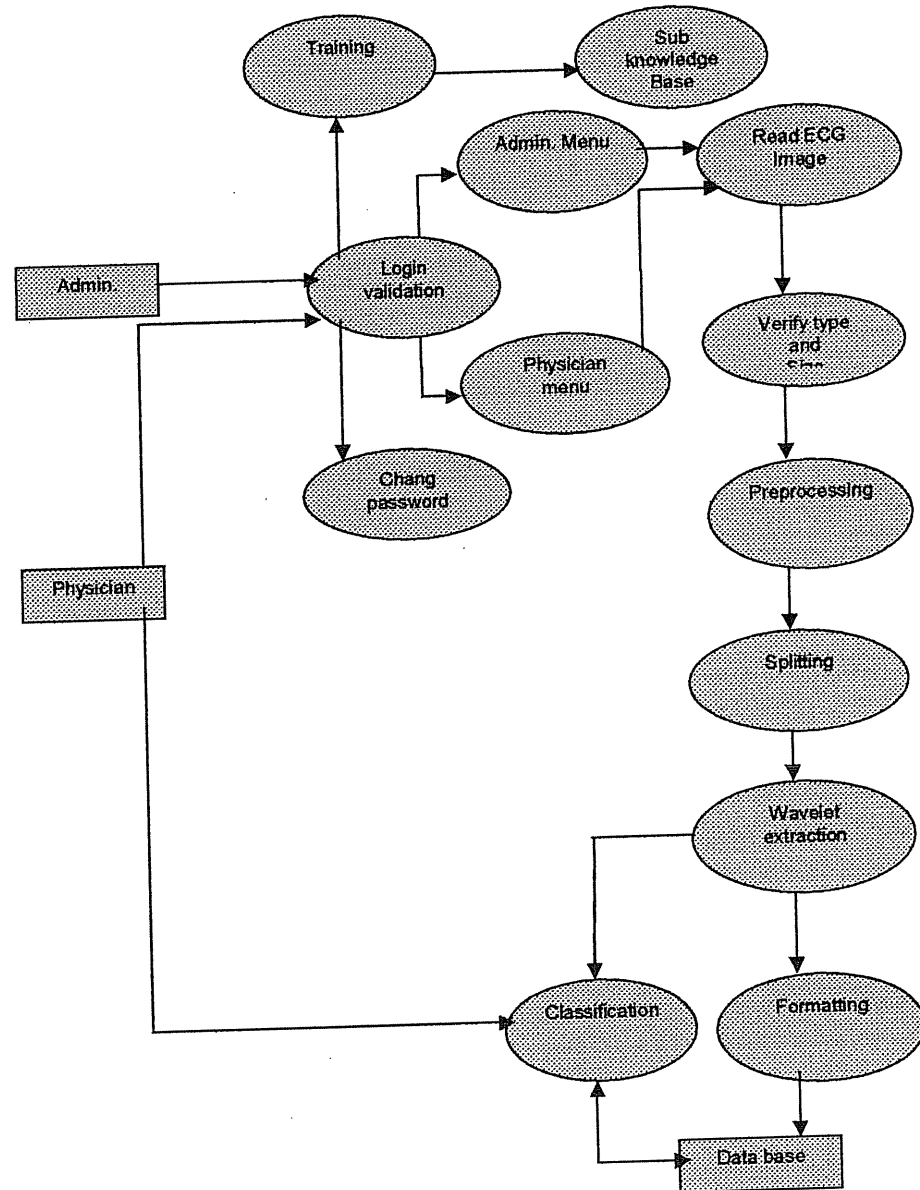 Training
Sub
knowledge
Base
Admin. Menu
Read ECG
Image
Admin.
Login
validation
Verify type
and
Physician
menu
Chang
password
Preprocessing
Physician
Splitting
Wavelet
extraction
Classification
Formatting
Data base